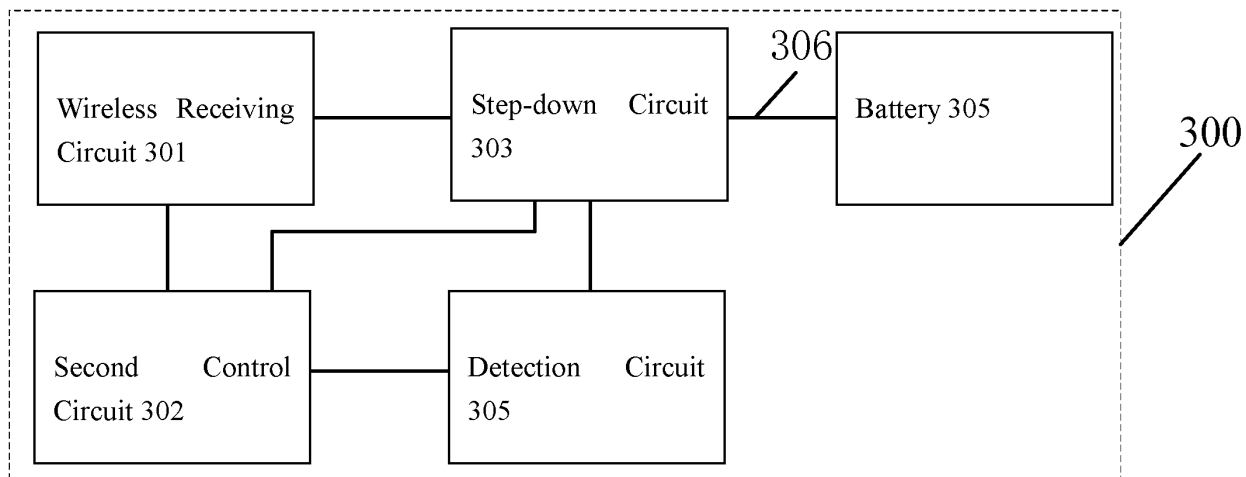 306
Wireless Receiving
Circuit 301
Step-down Circuit
303
Battery 305
300
Second Control
Circuit 302
Detection Circuit
305